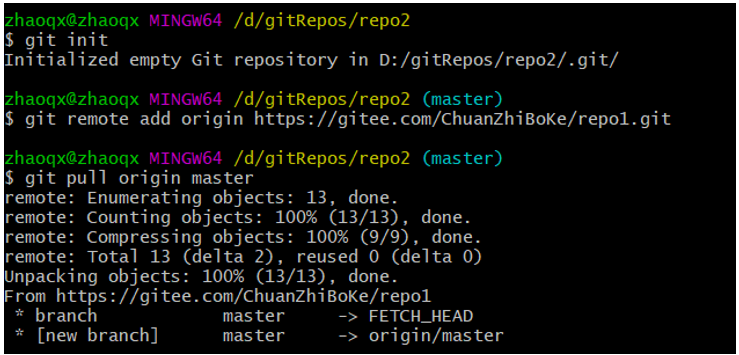 zhaoqx@zhaoqx MINGW64 /d/gitRepos/repo2
$ git init
Initialized empty Git repository in D:/gitRepos/repo2/.git/
zhaoqx@zhaoqx MINGW64 /d/gitRepos/repo2 (master)
$ git remote add origin https://gitee.com/ChuanZhiBoKe/repo1.git
zhaoqx@zhaoqx MINGW64 /d/gitRepos/repo2 (master)
$ git pull origin master
remote: Enumerating objects: 13, done.
remote: Counting objects: 100% (13/13), done.
remote: Compressing objects: 100% (9/9), done.
remote: Total 13 (delta 2), reused 0 (delta 0)
Unpacking objects: 100% (13/13), done.
From https://gitee.com/ChuanZhiBoKe/repo1
 * branch            master     -> FETCH_HEAD
 * [new branch]      master     -> origin/master